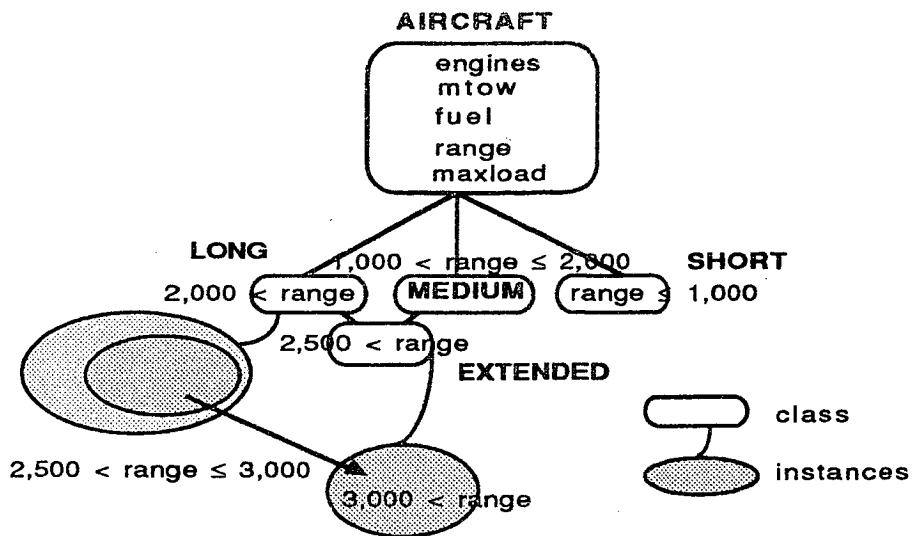 AIRCRAFT
engines
mtow
fuel
range
maxload
LONG
1,000 < range ≤ 2,000
SHORT
2,000 < range
MEDIUM
range ≤ 1,000
2,500 < range
EXTENDED
class
2,500 < range ≤ 3,000
instances
3,000 < range